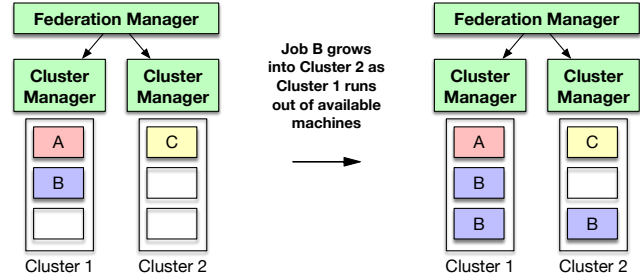 Federation Manager
Cluster
Manager
Cluster
Manager
A
B
C
Cluster 1
Cluster 2
Job B grows
into Cluster 2 as
Cluster 1 runs
out of available
machines
Federation Manager
Cluster
Manager
Cluster
Manager
A
B
B
C
B
Cluster 1
Cluster 2